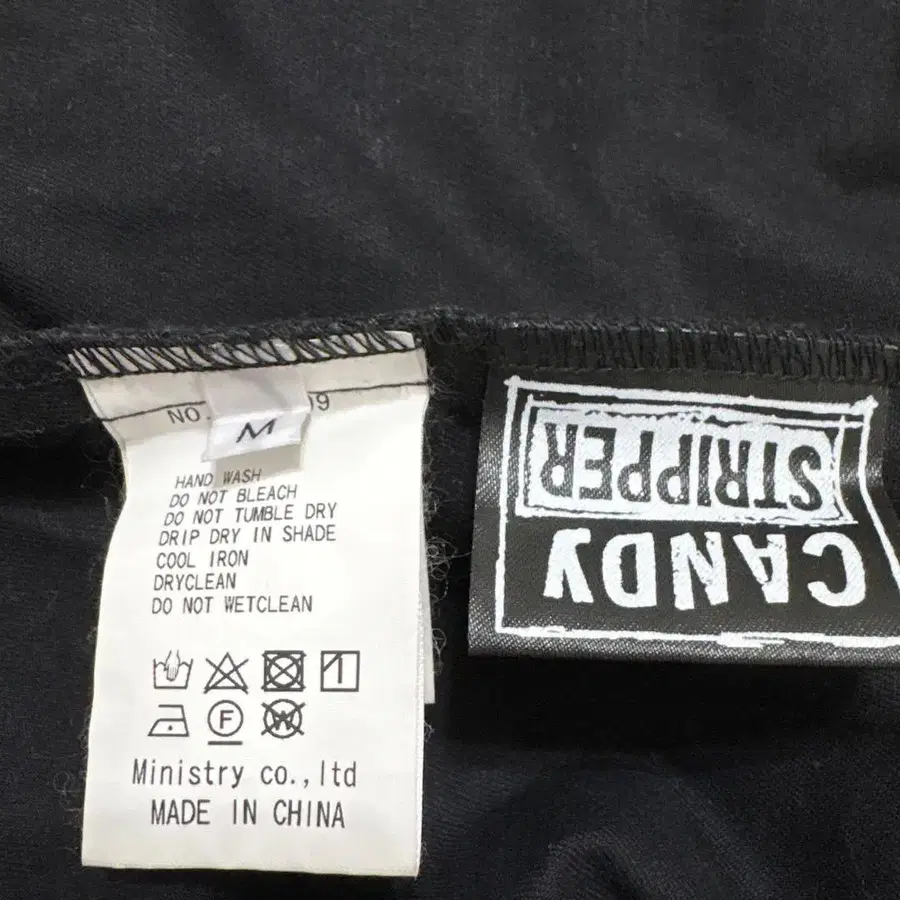 NO. 09
M
HAND WASH
DO NOT BLEACH
DO NOT TUMBLE DRY
DRIP DRY IN SHADE
COOL IRON
DRYCLEAN
DO NOT WETCLEAN
F
W
Ministry co.,ltd
MADE IN CHINA
CANDY
STRIPPER